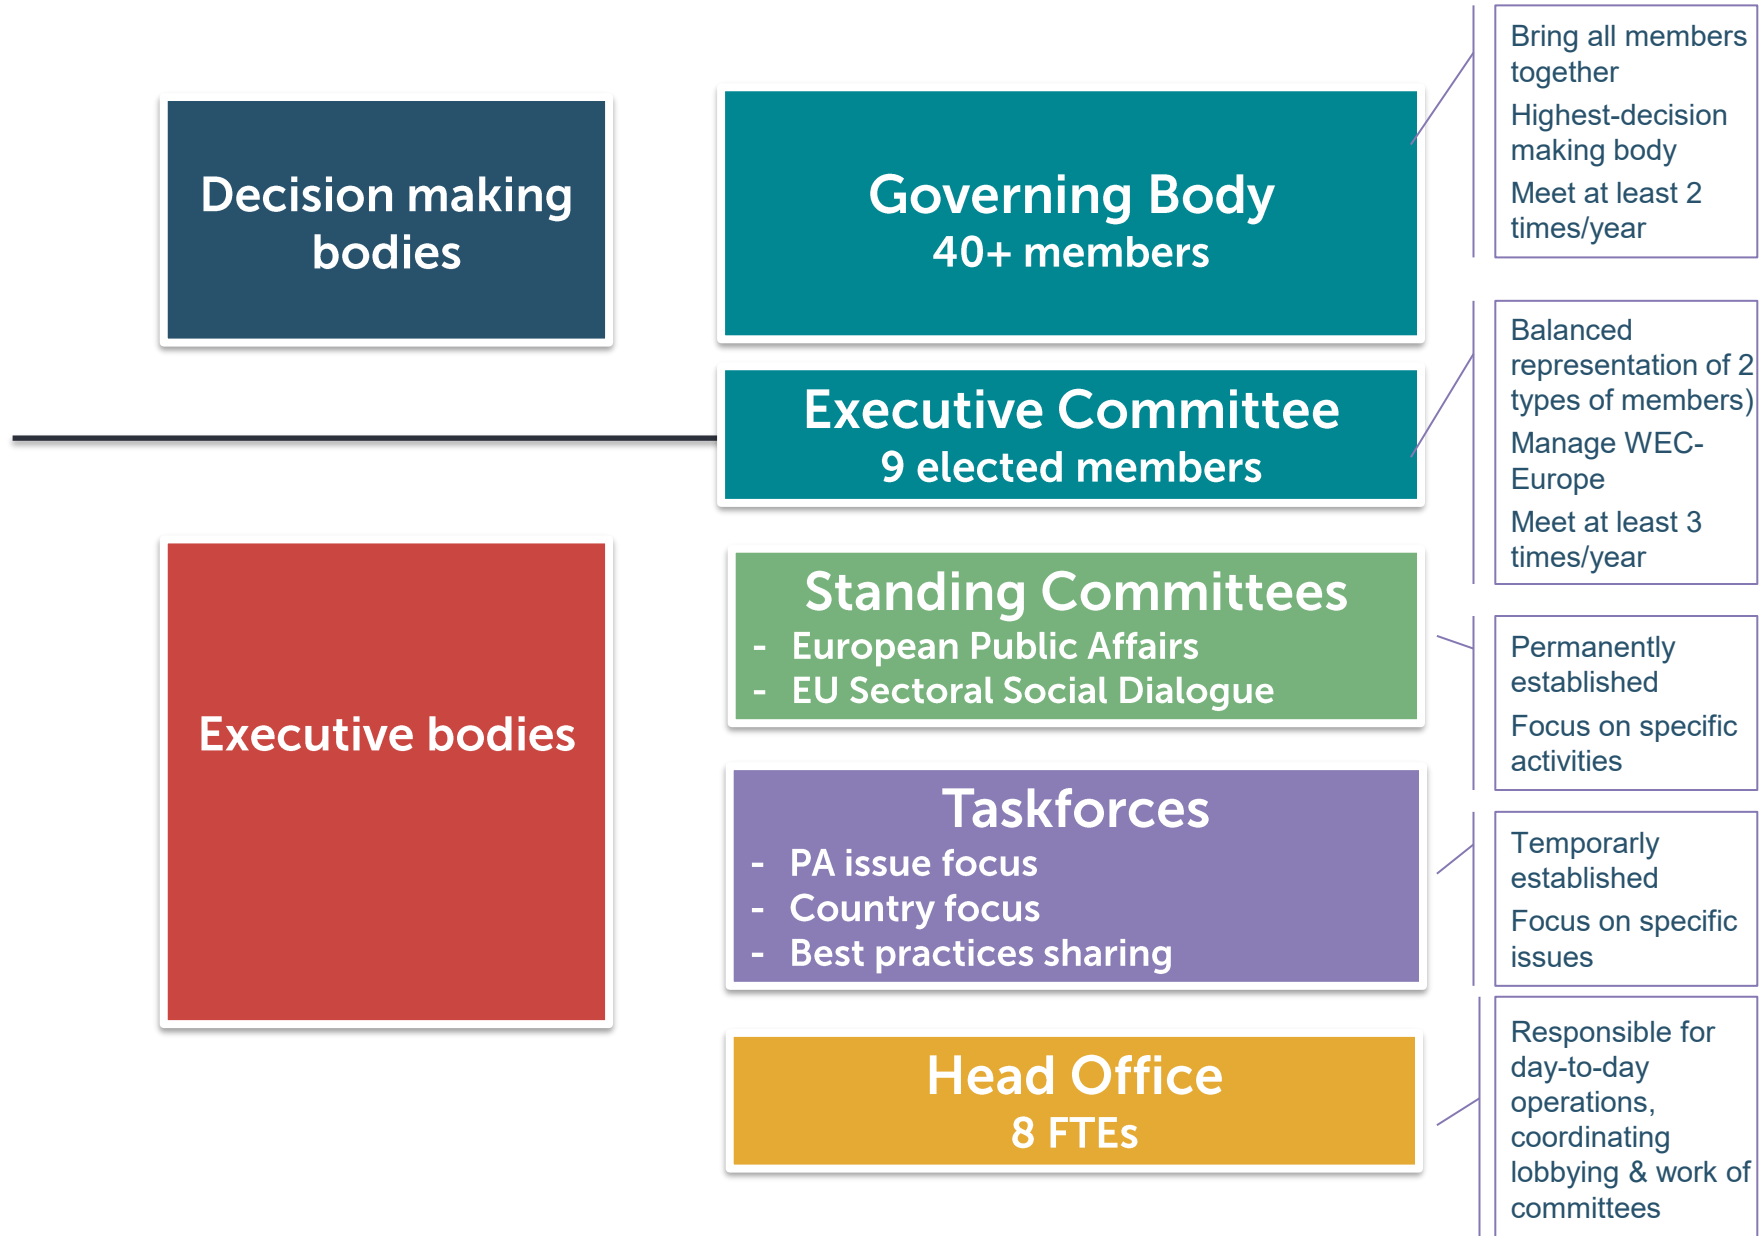 Decision making
bodies
Governing Body
40+ members
Bring all members
together
Highest-decision
making body
Meet at least 2
times/year
Executive Committee
9 elected members
Balanced
representation of 2
types of members)
Manage WEC-
Europe
Meet at least 3
times/year
Executive bodies
Standing Committees
- European Public Affairs
- EU Sectoral Social Dialogue
Permanently
established
Focus on specific
activities
Taskforces
- PA issue focus
- Country focus
- Best practices sharing
Temporarly
established
Focus on specific
issues
Head Office
8 FTEs
Responsible for
day-to-day
operations,
coordinating
lobbying & work of
committees